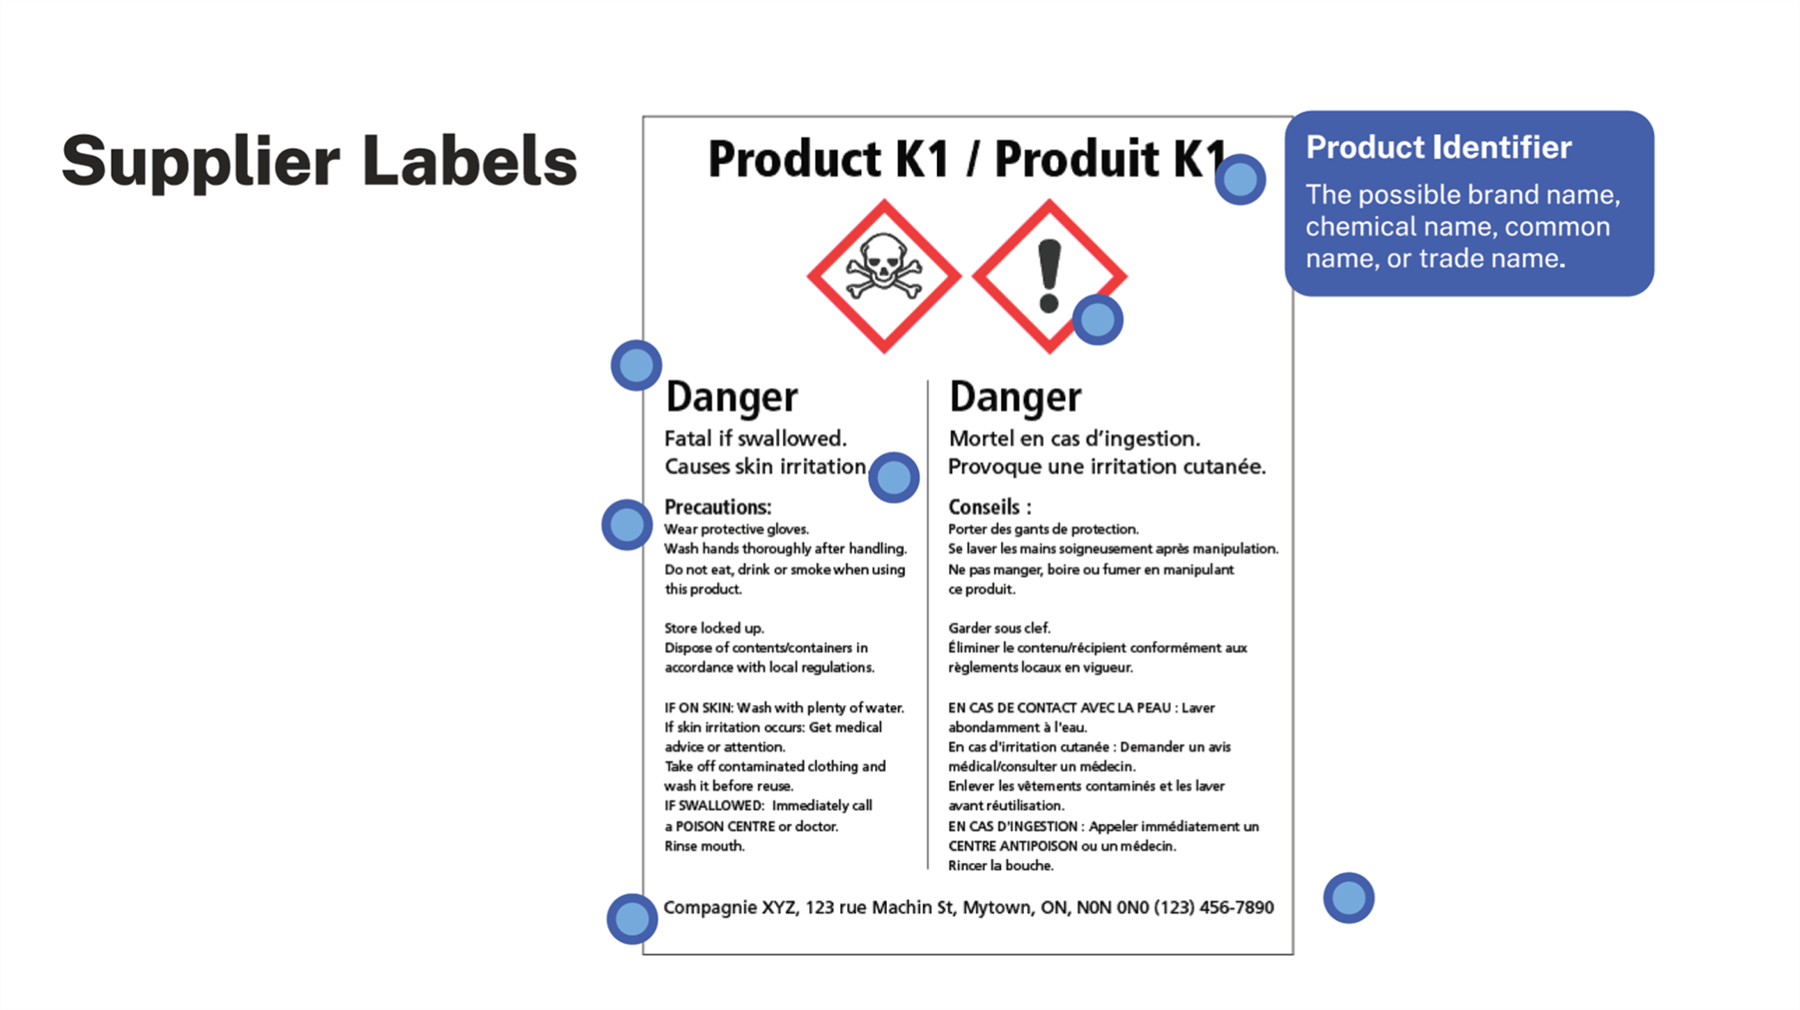 Supplier Labels
Product K1 / Produit K1
Product Identifier
The possible brand name,
chemical name, common
name, or trade name.
Danger
Fatal if swallowed.
Causes skin irritation.
Precautions:
Wear protective gloves.
Wash hands thoroughly after handling.
Do not eat, drink or smoke when using
this product.
Store locked up.
Dispose of contents/containers in
accordance with local regulations.
IF ON SKIN: Wash with plenty of water.
If skin irritation occurs: Get medical
advice or attention.
Take off contaminated clothing and
wash it before reuse.
IF SWALLOWED: Immediately call
a POISON CENTRE or doctor.
Rinse mouth.
Danger
Mortel en cas d’ingestion.
Provoque une irritation cutanée.
Conseils :
Porter des gants de protection.
Se laver les mains soigneusement après manipulation.
Ne pas manger, boire ou fumer en manipulant
ce produit.
Garder sous clef.
Éliminer le contenu/récipient conformément aux
règlements locaux en vigueur.
EN CAS DE CONTACT AVEC LA PEAU : Laver
abondamment à l'eau.
En cas d'irritation cutanée : Demander un avis
médical/consulter un médecin.
Enlever les vêtements contaminés et les laver
avant réutilisation.
EN CAS D'INGESTION : Appeler immédiatement un
CENTRE ANTIPOISON ou un médecin.
Rincer la bouche.
Compagnie XYZ, 123 rue Machin St, Mytown, ON, N0N 0N0 (123) 456-7890